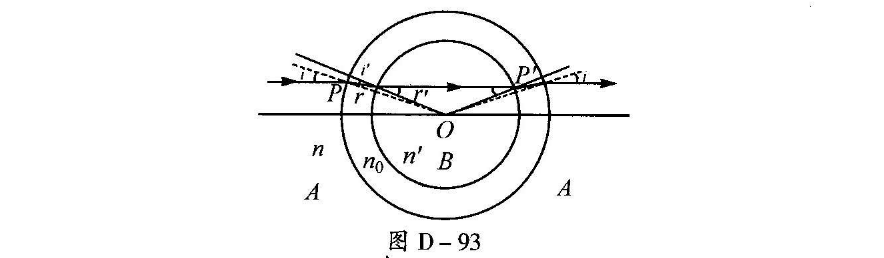 i i' P' i
P r r'
O
n n₀ n' B
A A
图 D-93